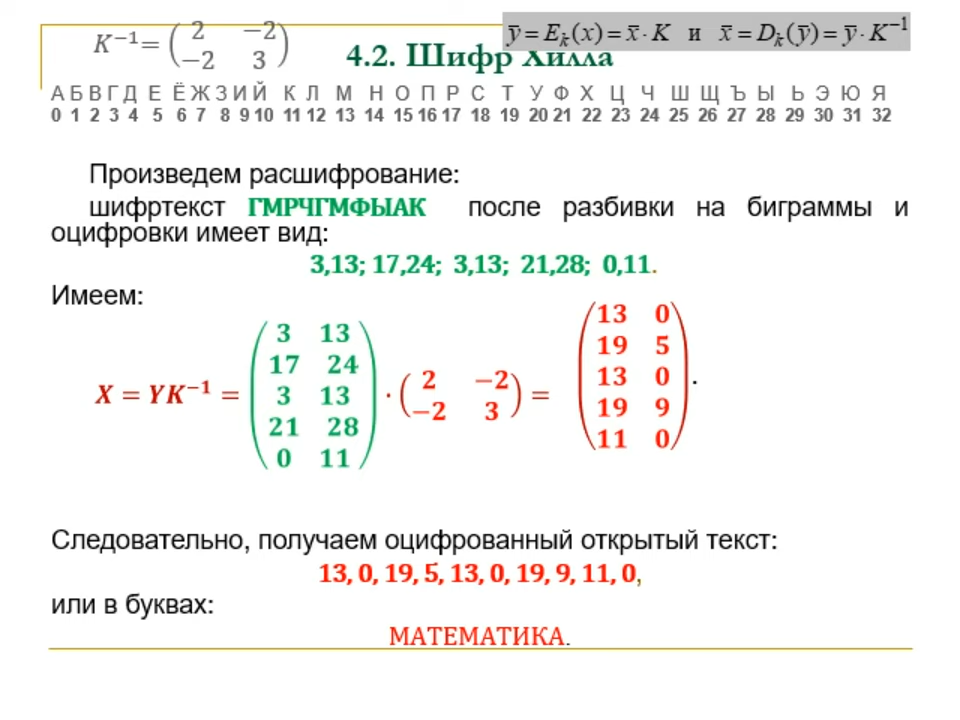 K⁻¹= ( 2 −2
−2 3 )
ȳ = Eₖ(x) = x̄ · K и x̄ = Dₖ(ȳ) = ȳ · K⁻¹
4.2. Шифр Хилла
А Б В Г Д Е Ё Ж З И Й К Л М Н О П Р С Т У Ф Х Ц Ч Ш Щ Ъ Ы Ь Э Ю Я
0 1 2 3 4 5 6 7 8 9 10 11 12 13 14 15 16 17 18 19 20 21 22 23 24 25 26 27 28 29 30 31 32
Произведем расшифрование:
шифртекст ГМРЧГМФЫАК после разбивки на биграммы и
оцифровки имеет вид:
3,13; 17,24; 3,13; 21,28; 0,11.
Имеем:
3 13
17 24
3 13
21 28
0 11
X = YK⁻¹ =
·
2 −2
−2 3
=
13 0
19 5
13 0
19 9
11 0
.
Следовательно, получаем оцифрованный открытый текст:
13, 0, 19, 5, 13, 0, 19, 9, 11, 0,
или в буквах:
МАТЕМАТИКА.